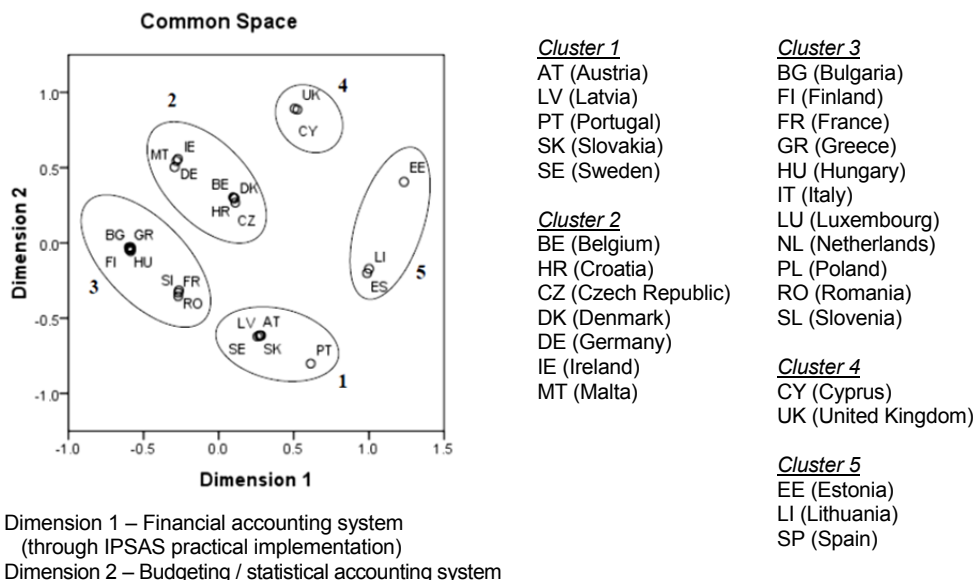 Common Space
1.0
0.5
0.0
-0.5
-1.0
Dimension 2
-1.0
-0.5
0.0
0.5
1.0
1.5
Dimension 1
4
UK
CY
2
IE
MT
DE
BE
DK
HR
CZ
EE
LI
ES
5
BG
GR
FI
HU
SI
FR
RO
3
LV
AT
SE
SK
PT
1
Dimension 1 – Financial accounting system
(through IPSAS practical implementation)
Dimension 2 – Budgeting / statistical accounting system
Cluster 1
AT (Austria)
LV (Latvia)
PT (Portugal)
SK (Slovakia)
SE (Sweden)
Cluster 2
BE (Belgium)
HR (Croatia)
CZ (Czech Republic)
DK (Denmark)
DE (Germany)
IE (Ireland)
MT (Malta)
Cluster 3
BG (Bulgaria)
FI (Finland)
FR (France)
GR (Greece)
HU (Hungary)
IT (Italy)
LU (Luxembourg)
NL (Netherlands)
PL (Poland)
RO (Romania)
SL (Slovenia)
Cluster 4
CY (Cyprus)
UK (United Kingdom)
Cluster 5
EE (Estonia)
LI (Lithuania)
SP (Spain)